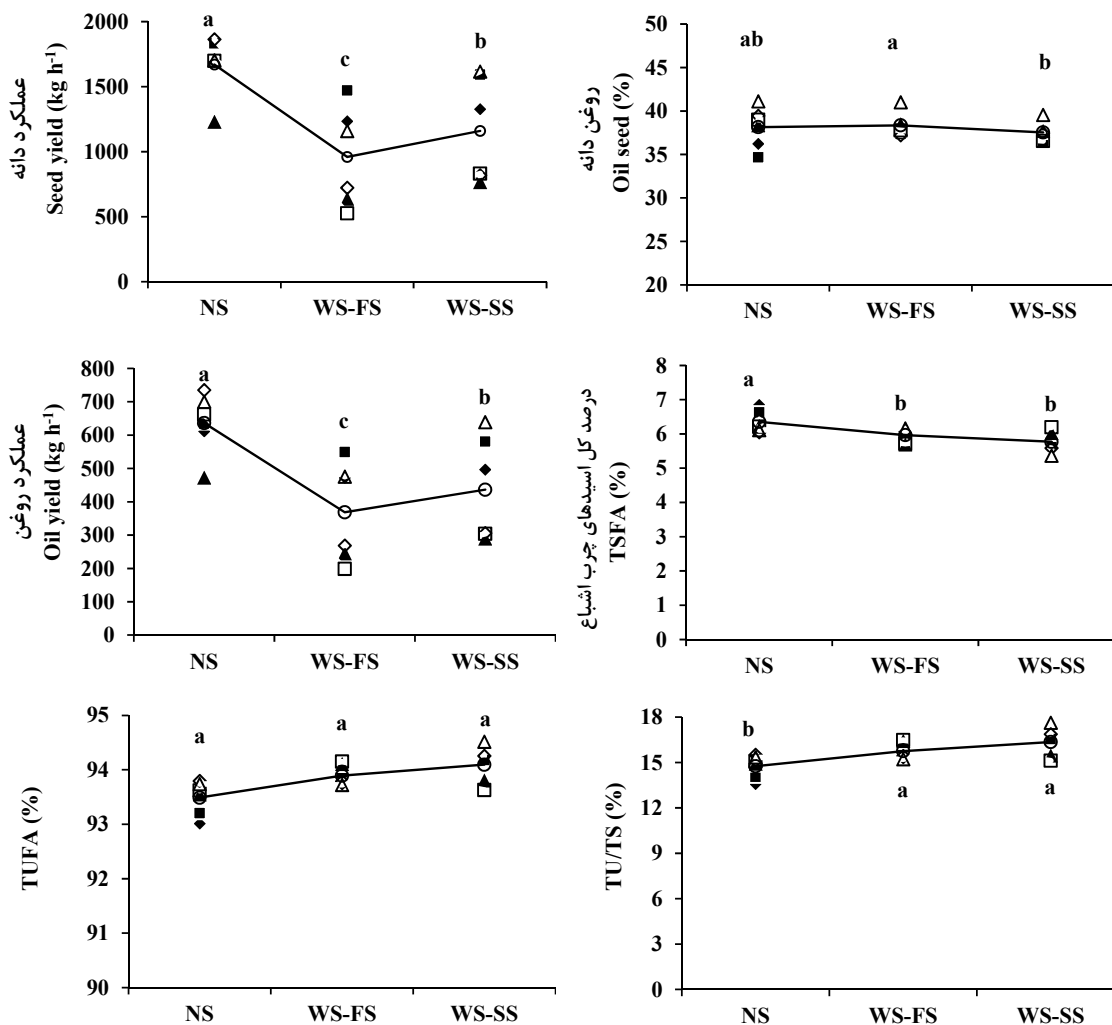 عملکرد دانه
Seed yield (kg h-1)
2000
1500
1000
500
0
a
c
b
NS
WS-FS
WS-SS
روغن دانه
Oil seed (%)
50
45
40
35
30
25
20
ab
a
b
NS
WS-FS
WS-SS
عملکرد روغن
Oil yield (kg h-1)
800
700
600
500
400
300
200
100
0
a
c
b
NS
WS-FS
WS-SS
درصد کل اسیدهای چرب اشباع
TSFA (%)
8
7
6
5
4
3
2
1
0
a
b
b
NS
WS-FS
WS-SS
TUFA (%)
95
94
93
92
91
90
a
a
a
NS
WS-FS
WS-SS
TU/TS (%)
18
15
12
9
6
3
0
b
a
a
NS
WS-FS
WS-SS